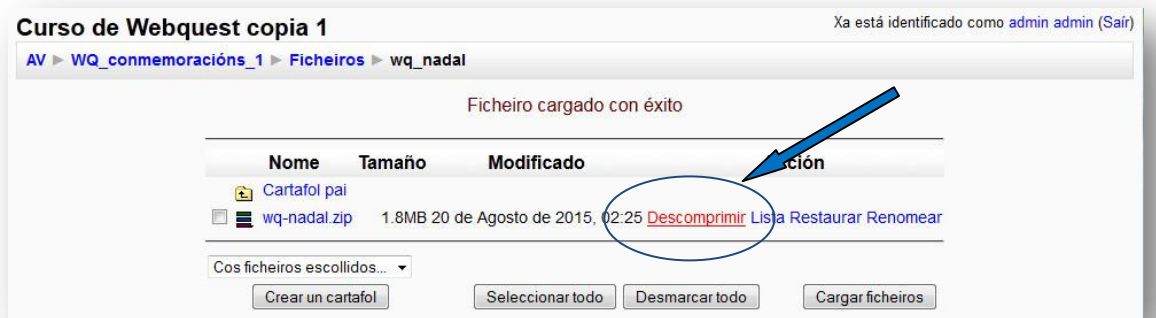 Curso de Webquest copia 1
Xa está identificado como admin admin (Saír)
AV ► WQ_conmemoracións_1 ► Ficheiros ► wq_nadal
Ficheiro cargado con éxito
Nome Tamaño Modificado
Cartafol pai
wq-nadal.zip 1.8MB 20 de Agosto de 2015, 02:25 Descomprimir Lista Restaurar Renomear
Cos ficheiros escollidos...
Crear un cartafol Seleccionar todo Desmarcar todo Cargar ficheiros